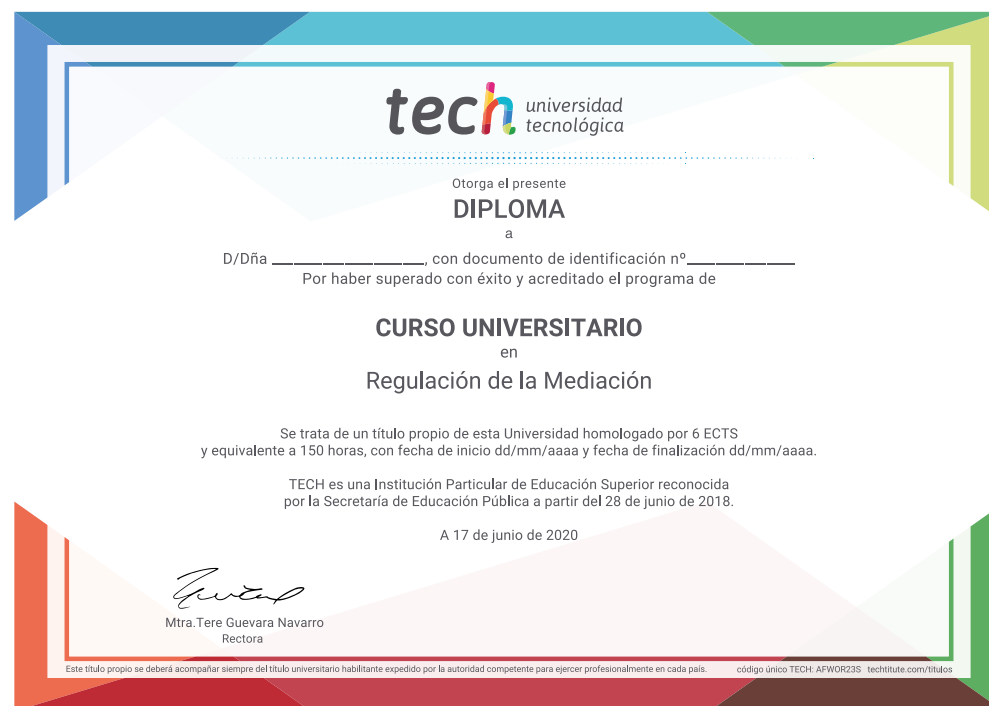 tech universidad
tecnológica
Otorga el presente
DIPLOMA
a
D/Dña __________________, con documento de identificación nº____________
Por haber superado con éxito y acreditado el programa de
CURSO UNIVERSITARIO
en
Regulación de la Mediación
Se trata de un título propio de esta Universidad homologado por 6 ECTS
y equivalente a 150 horas, con fecha de inicio dd/mm/aaaa y fecha de finalización dd/mm/aaaa.
TECH es una Institución Particular de Educación Superior reconocida
por la Secretaría de Educación Pública a partir del 28 de junio de 2018.
A 17 de junio de 2020
Mtra.Tere Guevara Navarro
Rectora
Este título propio se deberá acompañar siempre del título universitario habilitante expedido por la autoridad competente para ejercer profesionalmente en cada país. código único TECH: AFWOR23S techtitute.com/titulos